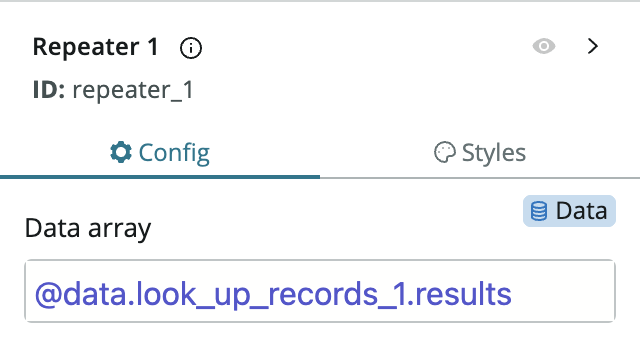 Repeater 1
ID: repeater_1
Config Styles
Data
Data array
@data.look_up_records_1.results